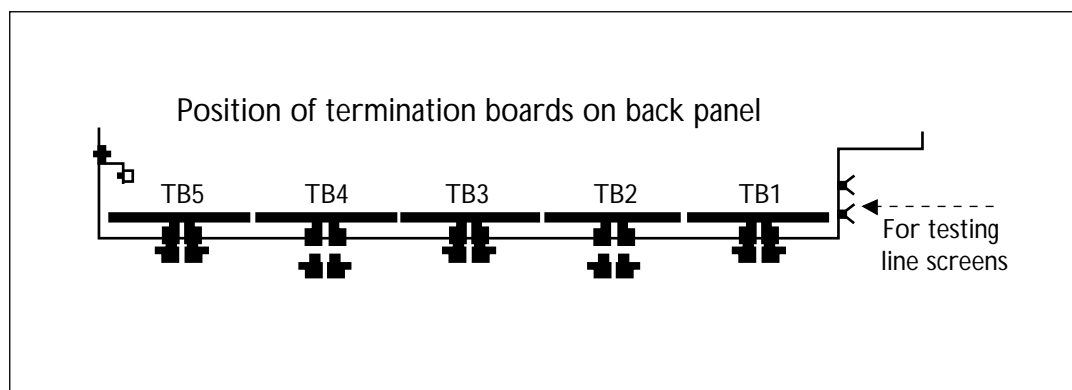 Position of termination boards on back panel
TB5 TB4 TB3 TB2 TB1
For testing
line screens